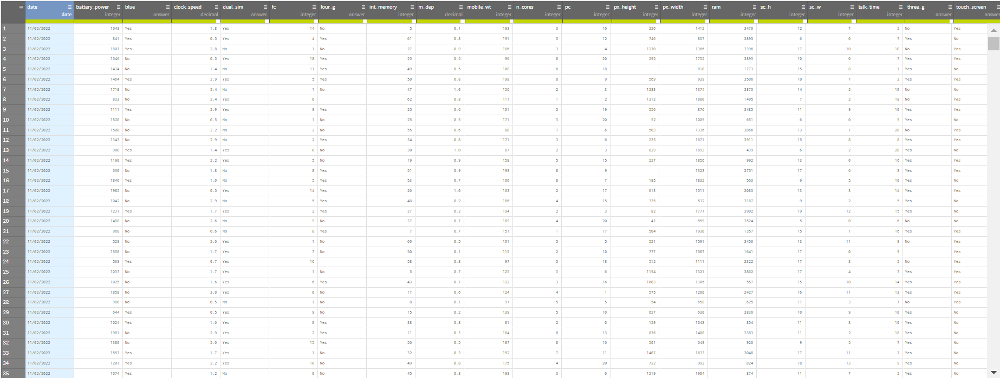 date battery_power blue clock_speed dual_sim fc four_g int_memory m_dep mobile_wt n_cores pc px_height px_width ram sc_h sc_w talk_time three_g touch_screen
date integer answer decimal answer integer answer integer decimal integer integer integer integer integer integer integer integer integer answer answer
1 11/02/2022 1043 Yes 1.8 Yes 14 No 5 0.1 193 3 16 226 1412 3476 12 7 2 No Yes
2 11/02/2022 841 Yes 0.5 Yes 4 Yes 61 0.8 191 5 12 746 857 3895 6 0 7 Yes No
3 11/02/2022 1807 Yes 2.8 No 1 No 27 0.9 186 3 4 1270 1366 2396 17 10 10 No Yes
4 11/02/2022 1546 No 0.5 Yes 18 Yes 25 0.5 96 8 20 295 1752 3893 10 0 7 Yes Yes
5 11/02/2022 1434 No 1.4 No 11 Yes 49 0.5 108 6 18 810 1773 15 8 7 Yes No
6 11/02/2022 1464 Yes 2.9 Yes 5 Yes 50 0.8 198 8 9 569 939 3506 10 7 3 Yes Yes
7 11/02/2022 1718 No 2.4 No 1 No 47 1.0 156 2 3 1283 1374 3873 14 2 10 No No
8 11/02/2022 833 No 2.4 Yes 0 62 0.8 111 1 2 1312 1880 1495 7 2 18 No Yes
9 11/02/2022 1111 Yes 2.9 Yes 9 Yes 25 0.6 101 5 19 556 876 3485 11 9 10 Yes Yes
10 11/02/2022 1520 No 0.5 No 1 No 25 0.5 171 3 20 52 1009 651 6 0 5 Yes No
11 11/02/2022 1500 No 2.2 No 2 No 55 0.6 80 7 6 503 1336 3866 13 7 20 No Yes
12 11/02/2022 1343 No 2.9 No 2 Yes 34 0.8 171 3 6 235 1671 3911 15 8 8 Yes Yes
13 11/02/2022 900 Yes 1.4 Yes 0 No 30 1.0 87 2 3 829 1893 439 6 2 20 Yes No
14 11/02/2022 1190 Yes 2.2 Yes 5 No 19 0.9 158 5 15 227 1856 992 13 0 16 Yes Yes
15 11/02/2022 630 No 1.8 No 8 Yes 51 0.9 193 8 9 1323 2751 17 6 3 Yes Yes
16 11/02/2022 1846 Yes 1.0 No 5 Yes 53 0.7 106 8 7 185 1832 563 9 5 10 Yes No
17 11/02/2022 1985 No 0.5 Yes 14 Yes 26 1.0 163 2 17 613 1511 2083 13 3 14 Yes Yes
18 11/02/2022 1042 No 2.9 No 5 Yes 48 0.2 186 4 15 335 532 2187 9 2 5 Yes No
19 11/02/2022 1231 Yes 1.7 Yes 2 Yes 37 0.2 194 2 3 82 1771 3902 19 12 15 Yes No
20 11/02/2022 1488 No 2.6 No 9 No 37 0.7 189 4 20 47 559 2524 5 0 6 No No
21 11/02/2022 968 No 0.6 No 8 Yes 7 0.7 151 1 17 504 1930 1357 15 1 16 Yes Yes
22 11/02/2022 529 No 2.6 Yes 1 No 60 0.5 101 5 5 521 1591 3456 13 11 9 No Yes
23 11/02/2022 1558 No 1.7 Yes 7 No 50 0.1 115 2 10 777 1587 1641 17 0 9 Yes
24 11/02/2022 533 Yes 0.7 Yes 16 58 0.8 97 5 18 512 1111 2322 17 3 2 No Yes
25 11/02/2022 1037 No 1.7 Yes 1 No 5 0.7 125 3 6 1194 1321 3862 17 4 7 Yes Yes
26 11/02/2022 1025 No 1.6 Yes 6 Yes 43 0.7 122 3 16 1003 1306 557 15 10 14 Yes Yes
27 11/02/2022 1858 No 3.0 Yes 0 No 17 0.6 124 4 1 575 1200 2427 16 11 13 Yes Yes
28 11/02/2022 980 No 0.5 No 1 No 8 0.1 91 5 5 54 658 625 17 3 7 No Yes
29 11/02/2022 644 Yes 0.5 Yes 9 No 15 0.2 139 5 10 627 630 3836 10 9 10 Yes No
30 11/02/2022 1024 Yes 1.6 Yes 0 Yes 38 0.8 81 2 0 129 1048 854 11 3 10 Yes No
31 11/02/2022 1981 No 2.9 Yes 2 Yes 11 0.3 184 8 13 876 1408 2383 11 2 18 Yes Yes
32 11/02/2022 1380 No 2.6 Yes 15 Yes 56 0.5 187 8 16 501 643 926 9 5 7 Yes No
33 11/02/2022 1557 Yes 1.7 Yes 1 No 32 0.3 152 7 11 1407 1633 3048 17 11 7 Yes No
34 11/02/2022 1201 Yes 2.2 Yes 10 No 49 0.8 175 4 20 722 992 824 18 13 9 Yes No
35 11/02/2022 1074 Yes 1.2 No 0 No 45 0.8 193 3 6 1219 1904 874 11 7 2 Yes No